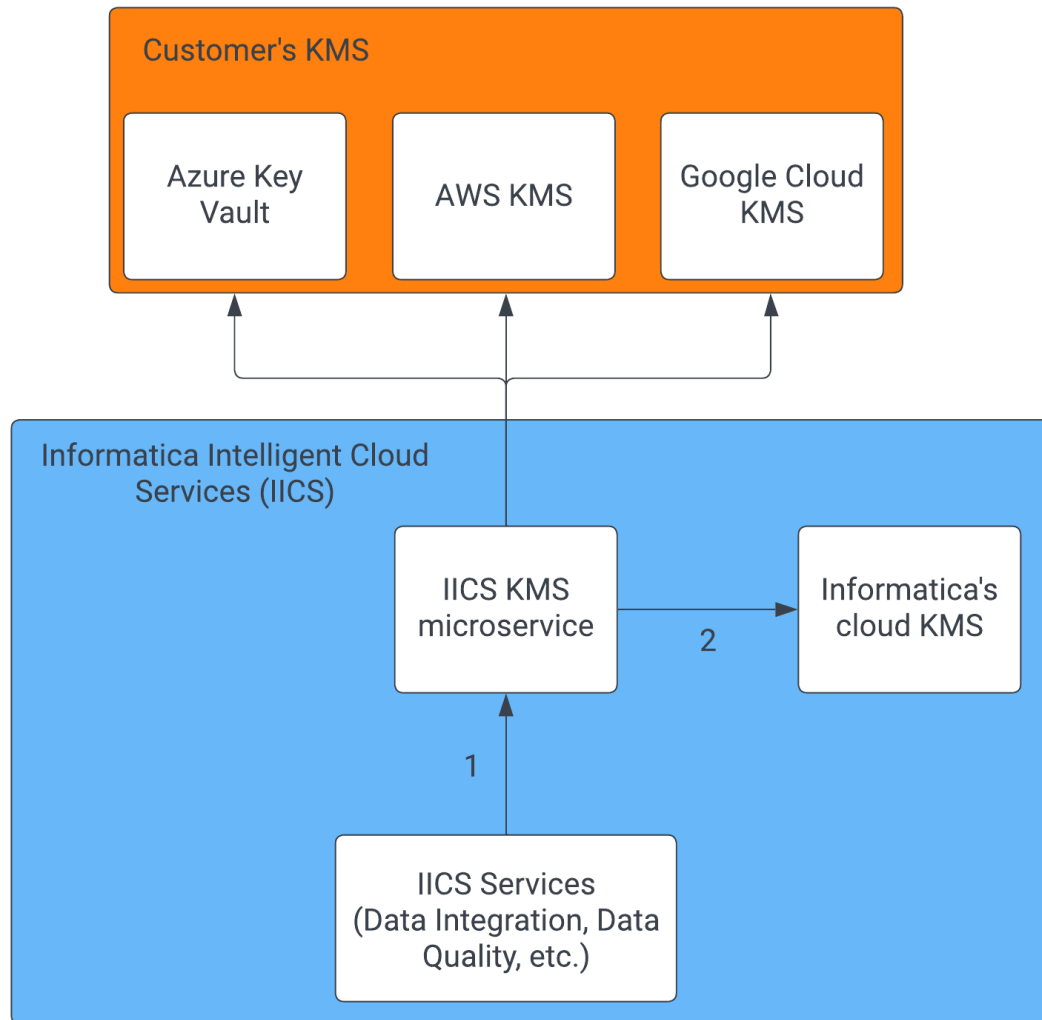 Customer's KMS
Azure Key
Vault
AWS KMS
Google Cloud
KMS
Informatica Intelligent Cloud
Services (IICS)
IICS KMS
microservice
Informatica's
cloud KMS
2
1
IICS Services
(Data Integration, Data
Quality, etc.)